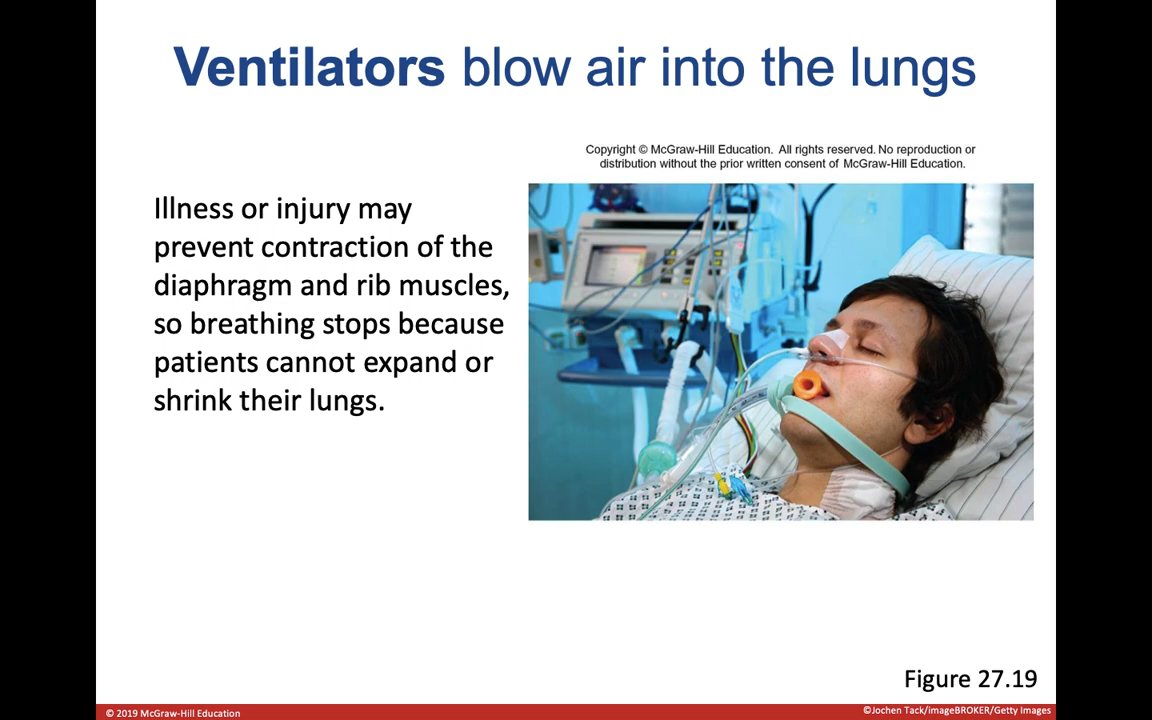 Ventilators blow air into the lungs
Copyright © McGraw-Hill Education. All rights reserved. No reproduction or
distribution without the prior written consent of McGraw-Hill Education.
Illness or injury may
prevent contraction of the
diaphragm and rib muscles,
so breathing stops because
patients cannot expand or
shrink their lungs.
Figure 27.19
© 2019 McGraw-Hill Education
©Jochen Tack/imageBROKER/Getty Images